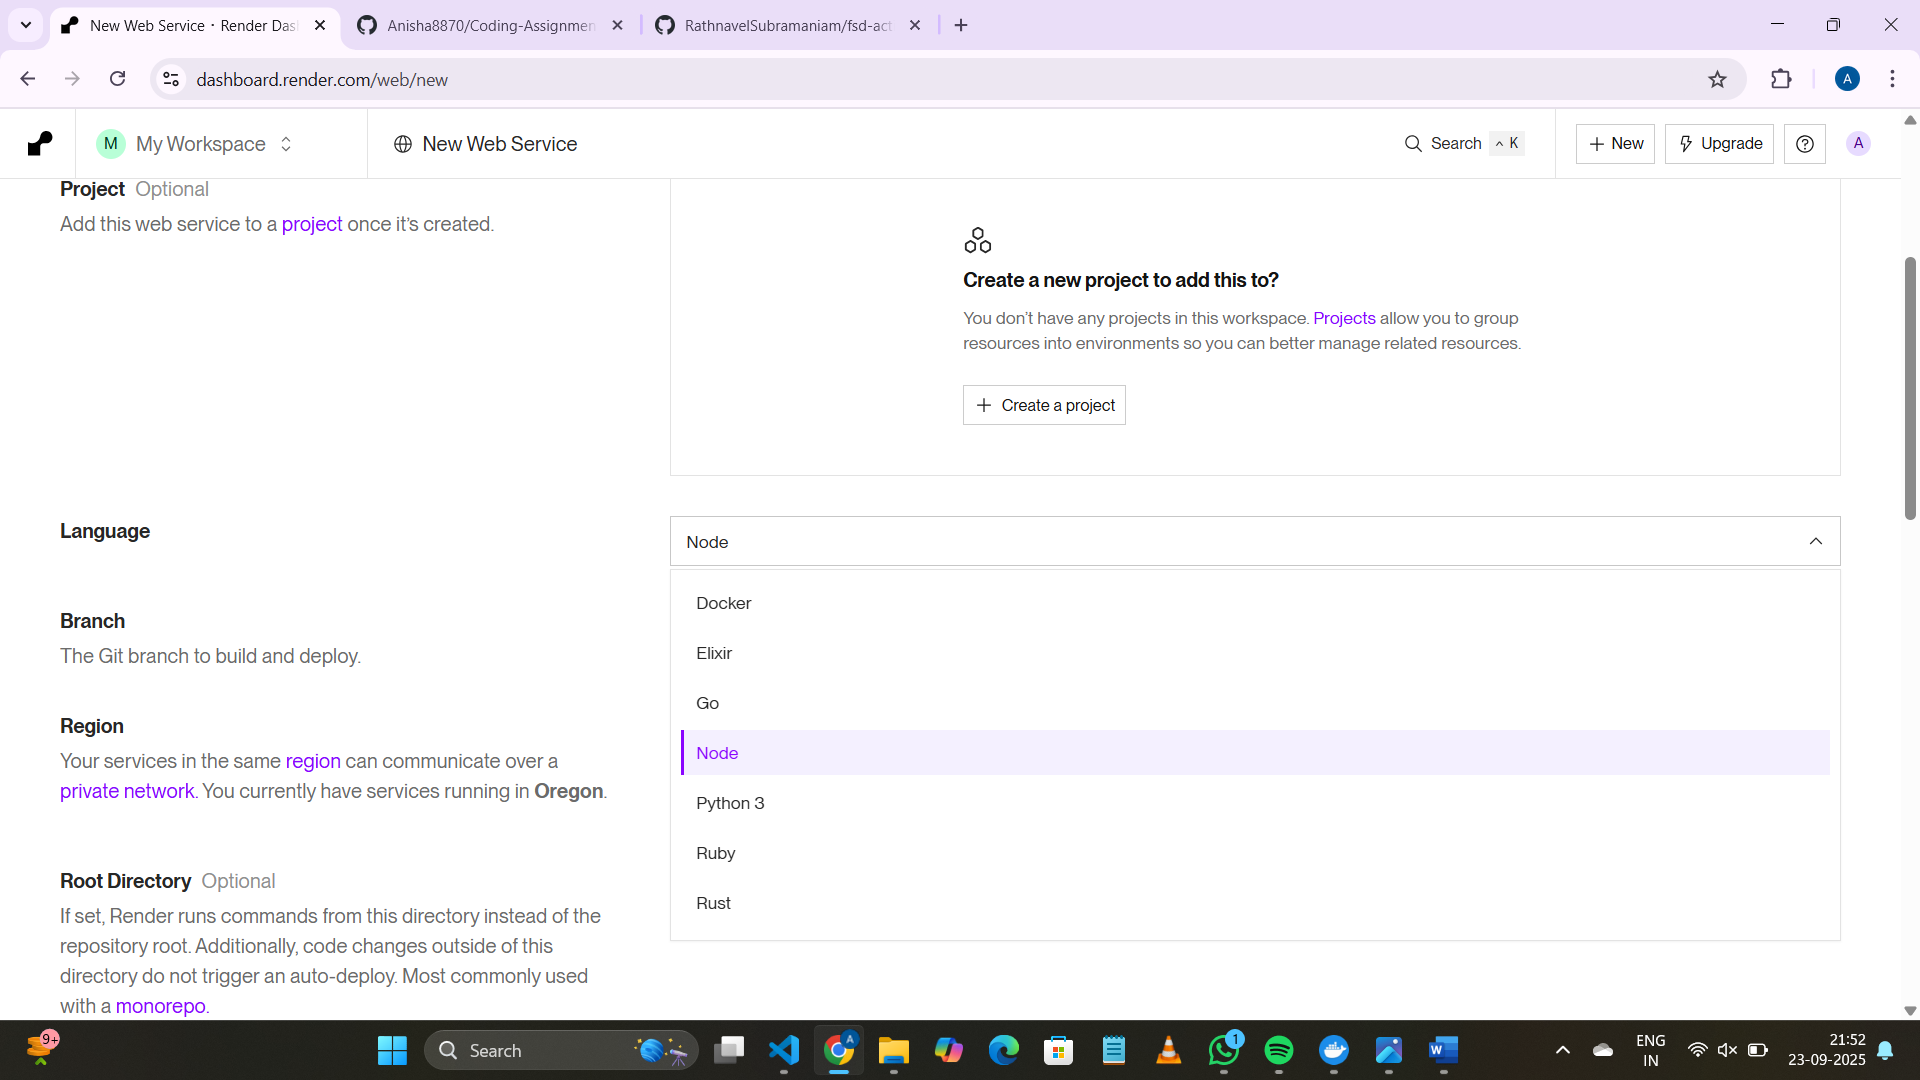 New Web Service · Render Das
Anisha8870/Coding-Assignmen
RathnavelSubramaniam/fsd-act
dashboard.render.com/web/new
A
M My Workspace
New Web Service
Search ^ K
New
Upgrade
A
Project Optional
Add this web service to a project once it's created.
Create a new project to add this to?
You don't have any projects in this workspace. Projects allow you to group
resources into environments so you can better manage related resources.
Create a project
Language
Node
Docker
Elixir
Go
Node
Python 3
Ruby
Rust
Branch
The Git branch to build and deploy.
Region
Your services in the same region can communicate over a
private network. You currently have services running in Oregon.
Root Directory Optional
If set, Render runs commands from this directory instead of the
repository root. Additionally, code changes outside of this
directory do not trigger an auto-deploy. Most commonly used
with a monorepo.
9+
Search
A
1
W
ENG
IN
21:52
23-09-2025